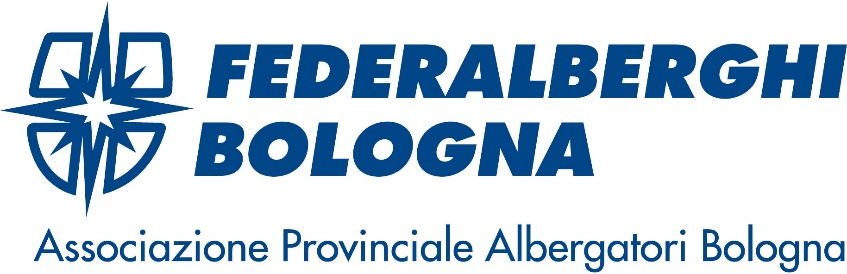 FEDERALBERGHI
BOLOGNA
Associazione Provinciale Albergatori Bologna